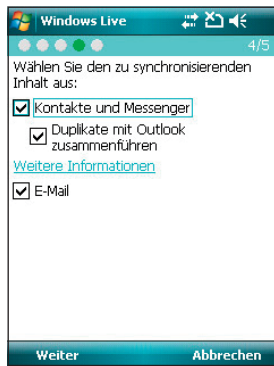 Windows Live
4/5
Wählen Sie den zu synchronisierenden
Inhalt aus:
Kontakte und Messenger
Duplikate mit Outlook
zusammenführen
Weitere Informationen
E-Mail
Weiter Abbrechen